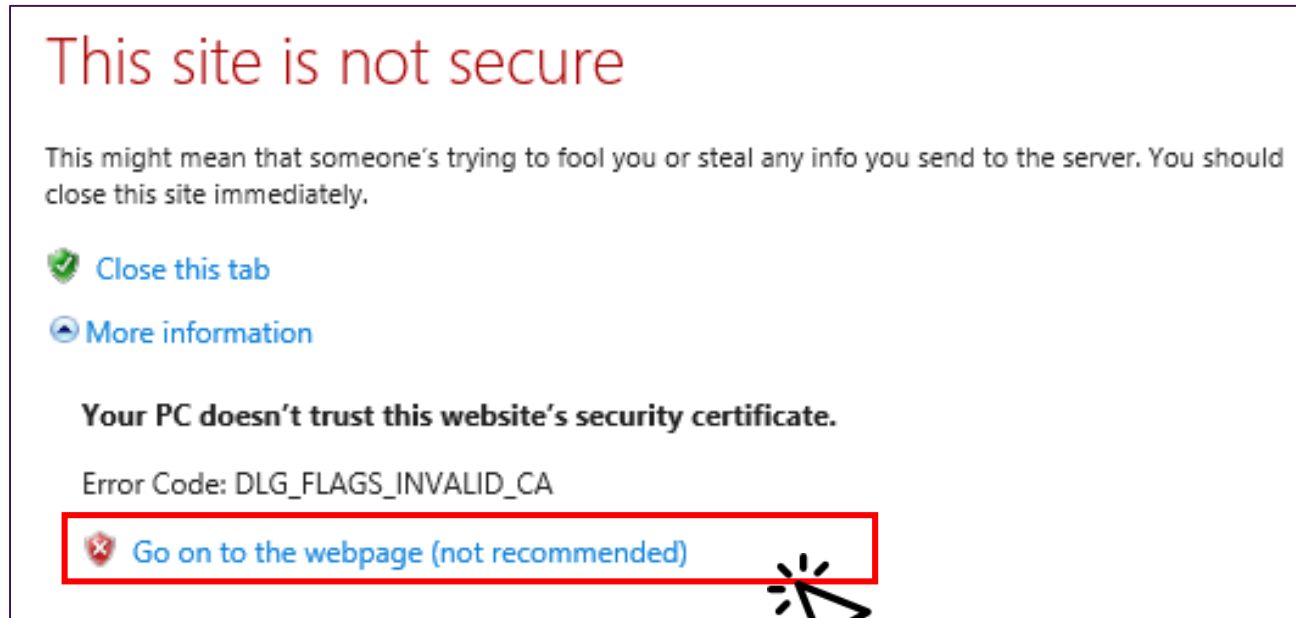 This site is not secure
This might mean that someone's trying to fool you or steal any info you send to the server. You should
close this site immediately.
Close this tab
More information
Your PC doesn't trust this website's security certificate.
Error Code: DLG_FLAGS_INVALID_CA
Go on to the webpage (not recommended)